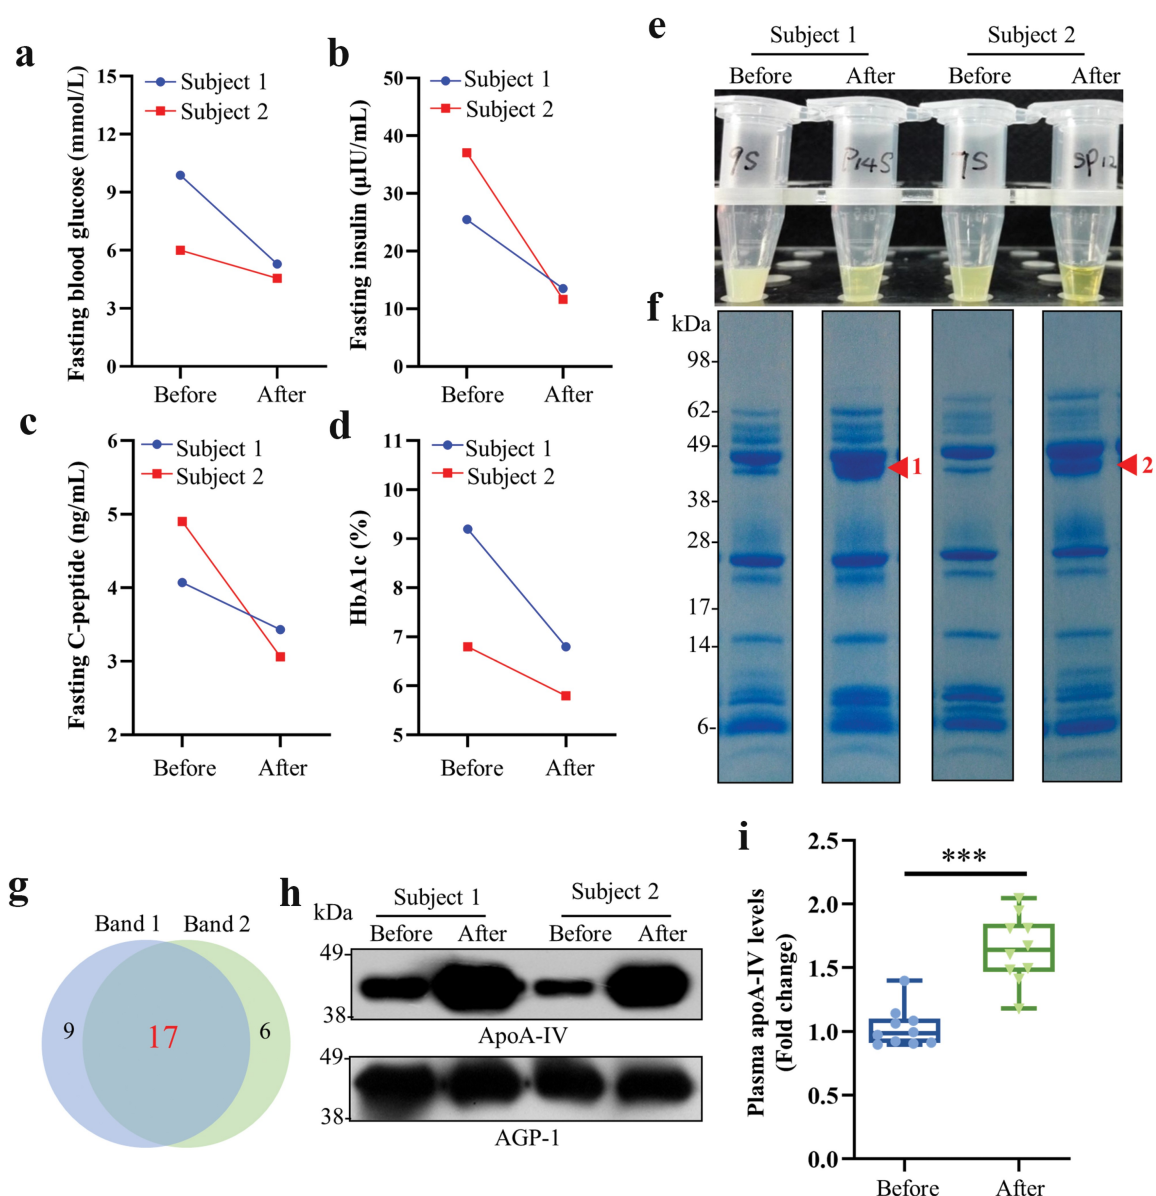 a
Fasting blood glucose (mmol/L)
15
12
9
6
3
0
Subject 1
Subject 2
Before After
b
Fasting insulin (μIU/mL)
50
40
30
20
10
0
Subject 1
Subject 2
Before After
c
Fasting C-peptide (ng/mL)
6
5
4
3
2
Subject 1
Subject 2
Before After
d
HbA1c (%)
11
10
9
8
7
6
5
Subject 1
Subject 2
Before After
e
Subject 1 Subject 2
Before After Before After
9S P14S 7S SP12
f
kDa
98
62
49
38
28
17
14
6
1
2
g
Band 1 Band 2
9 17 6
h
Subject 1 Subject 2
kDa
Before After Before After
49
38
ApoA-IV
49
38
AGP-1
i
Plasma apoA-IV levels
(Fold change)
2.5
2.0
1.5
1.0
0.5
0.0
***
Before After